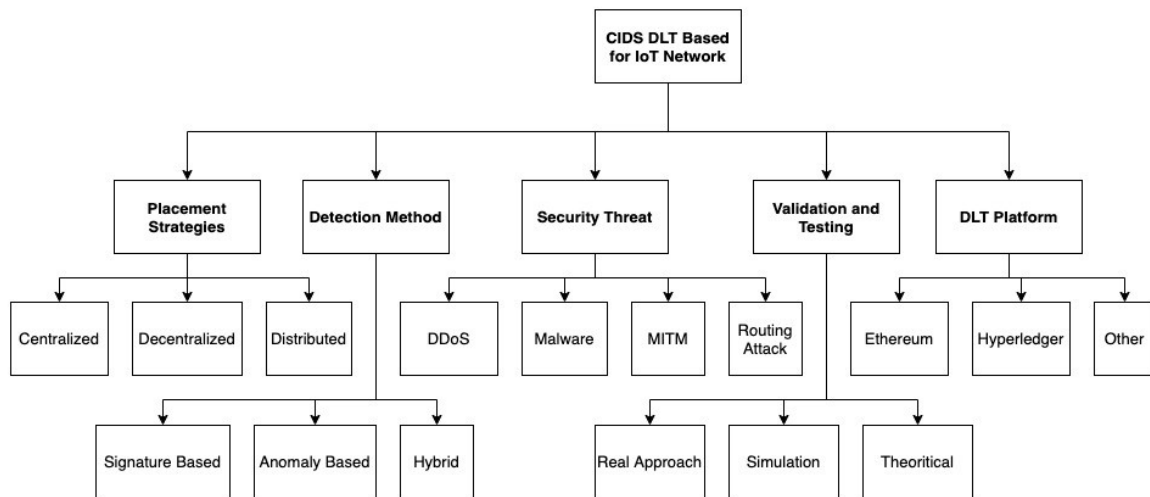 CIDS DLT Based
for IoT Network
Placement
Strategies
Detection Method
Security Threat
Validation and
Testing
DLT Platform
Centralized
Decentralized
Distributed
DDoS
Malware
MITM
Routing
Attack
Ethereum
Hyperledger
Other
Signature Based
Anomaly Based
Hybrid
Real Approach
Simulation
Theoritical